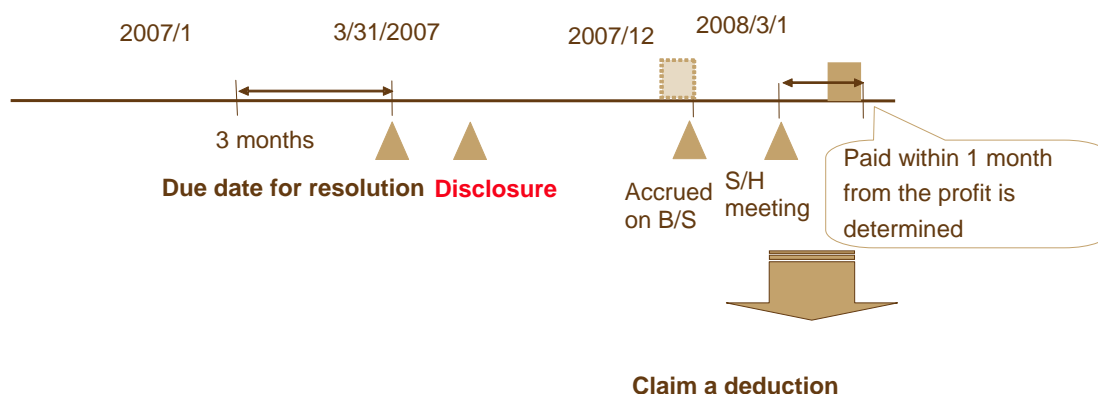 2007/1
3/31/2007
2007/12
2008/3/1
3 months
Due date for resolution
Disclosure
Accrued
on B/S
S/H
meeting
Paid within 1 month
from the profit is
determined
Claim a deduction